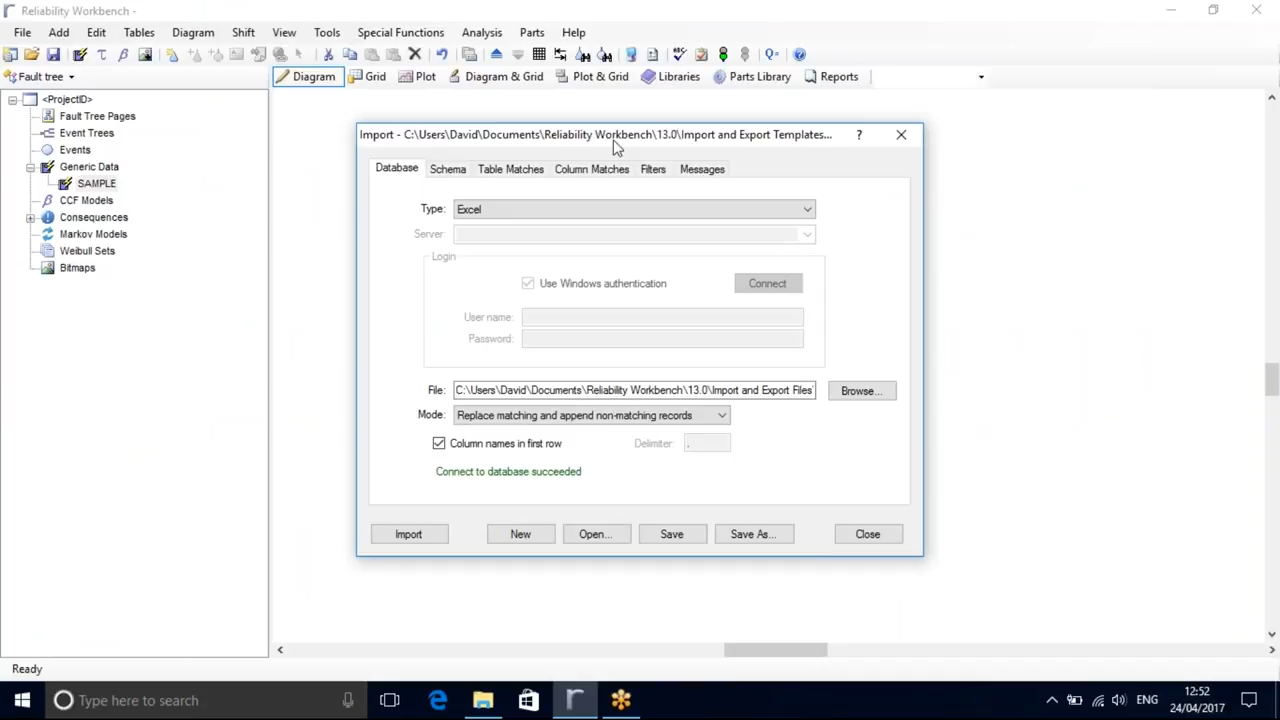 Reliability Workbench -
File Add Edit Tables Diagram Shift View Tools Special Functions Analysis Parts Help
Fault tree Diagram Grid Plot Diagram & Grid Plot & Grid Libraries Parts Library Reports
<ProjectID>
Fault Tree Pages
Event Trees
Events
Generic Data
SAMPLE
CCF Models
Consequences
Markov Models
Weibull Sets
Bitmaps
Import - C:\Users\David\Documents\Reliability Workbench\13.0\Import and Export Templates... ?
Database Schema Table Matches Column Matches Filters Messages
Type: Excel
Server:
Login
Use Windows authentication Connect
User name:
Password:
File: C:\Users\David\Documents\Reliability Workbench\13.0\Import and Export Files\ Browse...
Mode: Replace matching and append non-matching records
Column names in first row Delimiter: ,
Connect to database succeeded
Import New Open... Save Save As... Close
Ready
Type here to search
ENG
12:52
24/04/2017